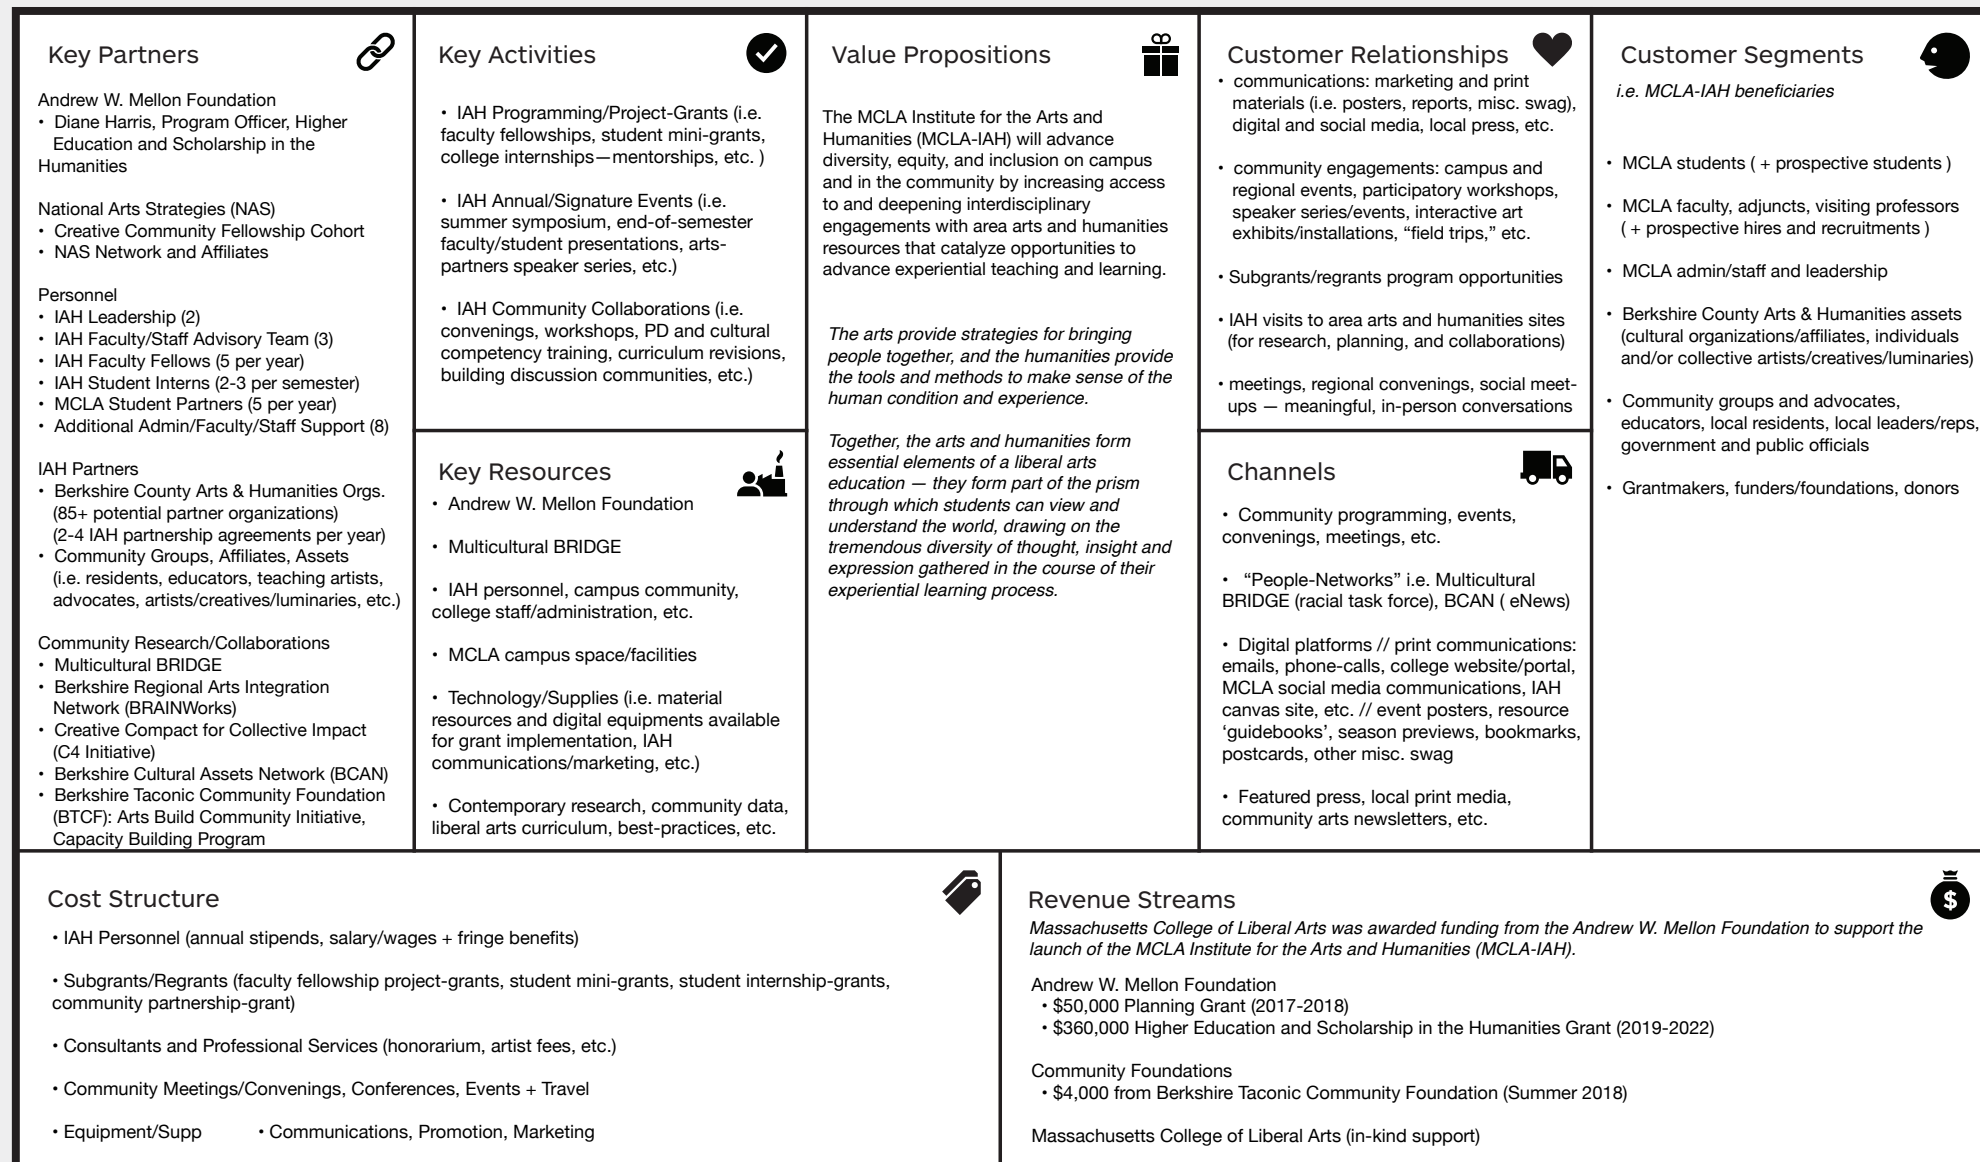 Key Partners
Andrew W. Mellon Foundation
• Diane Harris, Program Officer, Higher
Education and Scholarship in the
Humanities
National Arts Strategies (NAS)
• Creative Community Fellowship Cohort
• NAS Network and Affiliates
Personnel
• IAH Leadership (2)
• IAH Faculty/Staff Advisory Team (3)
• IAH Faculty Fellows (5 per year)
• IAH Student Interns (2-3 per semester)
• MCLA Student Partners (5 per year)
• Additional Admin/Faculty/Staff Support (8)
IAH Partners
• Berkshire County Arts & Humanities Orgs.
(85+ potential partner organizations)
(2-4 IAH partnership agreements per year)
• Community Groups, Affiliates, Assets
(i.e. residents, educators, teaching artists,
advocates, artists/creatives/luminaries, etc.)
Community Research/Collaborations
• Multicultural BRIDGE
• Berkshire Regional Arts Integration
Network (BRAINWorks)
• Creative Compact for Collective Impact
(C4 Initiative)
• Berkshire Cultural Assets Network (BCAN)
• Berkshire Taconic Community Foundation
(BTCF): Arts Build Community Initiative,
Capacity Building Program
Key Activities
• IAH Programming/Project-Grants (i.e.
faculty fellowships, student mini-grants,
college internships—mentorships, etc. )
• IAH Annual/Signature Events (i.e.
summer symposium, end-of-semester
faculty/student presentations, arts-
partners speaker series, etc.)
• IAH Community Collaborations (i.e.
convenings, workshops, PD and cultural
competency training, curriculum revisions,
building discussion communities, etc.)
Key Resources
• Andrew W. Mellon Foundation
• Multicultural BRIDGE
• IAH personnel, campus community,
college staff/administration, etc.
• MCLA campus space/facilities
• Technology/Supplies (i.e. material
resources and digital equipments available
for grant implementation, IAH
communications/marketing, etc.)
• Contemporary research, community data,
liberal arts curriculum, best-practices, etc.
Value Propositions
The MCLA Institute for the Arts and
Humanities (MCLA-IAH) will advance
diversity, equity, and inclusion on campus
and in the community by increasing access
to and deepening interdisciplinary
engagements with area arts and humanities
resources that catalyze opportunities to
advance experiential teaching and learning.
The arts provide strategies for bringing
people together, and the humanities provide
the tools and methods to make sense of the
human condition and experience.
Together, the arts and humanities form
essential elements of a liberal arts
education — they form part of the prism
through which students can view and
understand the world, drawing on the
tremendous diversity of thought, insight and
expression gathered in the course of their
experiential learning process.
Customer Relationships
• communications: marketing and print
materials (i.e. posters, reports, misc. swag),
digital and social media, local press, etc.
• community engagements: campus and
regional events, participatory workshops,
speaker series/events, interactive art
exhibits/installations, “field trips,” etc.
• Subgrants/regrants program opportunities
• IAH visits to area arts and humanities sites
(for research, planning, and collaborations)
• meetings, regional convenings, social meet-
ups — meaningful, in-person conversations
Channels
• Community programming, events,
convenings, meetings, etc.
• “People-Networks” i.e. Multicultural
BRIDGE (racial task force), BCAN ( eNews)
• Digital platforms // print communications:
emails, phone-calls, college website/portal,
MCLA social media communications, IAH
canvas site, etc. // event posters, resource
‘guidebooks’, season previews, bookmarks,
postcards, other misc. swag
• Featured press, local print media,
community arts newsletters, etc.
Customer Segments
i.e. MCLA-IAH beneficiaries
• MCLA students ( + prospective students )
• MCLA faculty, adjuncts, visiting professors
( + prospective hires and recruitments )
• MCLA admin/staff and leadership
• Berkshire County Arts & Humanities assets
(cultural organizations/affiliates, individuals
and/or collective artists/creatives/luminaries)
• Community groups and advocates,
educators, local residents, local leaders/reps,
government and public officials
• Grantmakers, funders/foundations, donors
Cost Structure
• IAH Personnel (annual stipends, salary/wages + fringe benefits)
• Subgrants/Regrants (faculty fellowship project-grants, student mini-grants, student internship-grants,
community partnership-grant)
• Consultants and Professional Services (honorarium, artist fees, etc.)
• Community Meetings/Convenings, Conferences, Events + Travel
• Equipment/Supp • Communications, Promotion, Marketing
Revenue Streams
$
Massachusetts College of Liberal Arts was awarded funding from the Andrew W. Mellon Foundation to support the
launch of the MCLA Institute for the Arts and Humanities (MCLA-IAH).
Andrew W. Mellon Foundation
• $50,000 Planning Grant (2017-2018)
• $360,000 Higher Education and Scholarship in the Humanities Grant (2019-2022)
Community Foundations
• $4,000 from Berkshire Taconic Community Foundation (Summer 2018)
Massachusetts College of Liberal Arts (in-kind support)